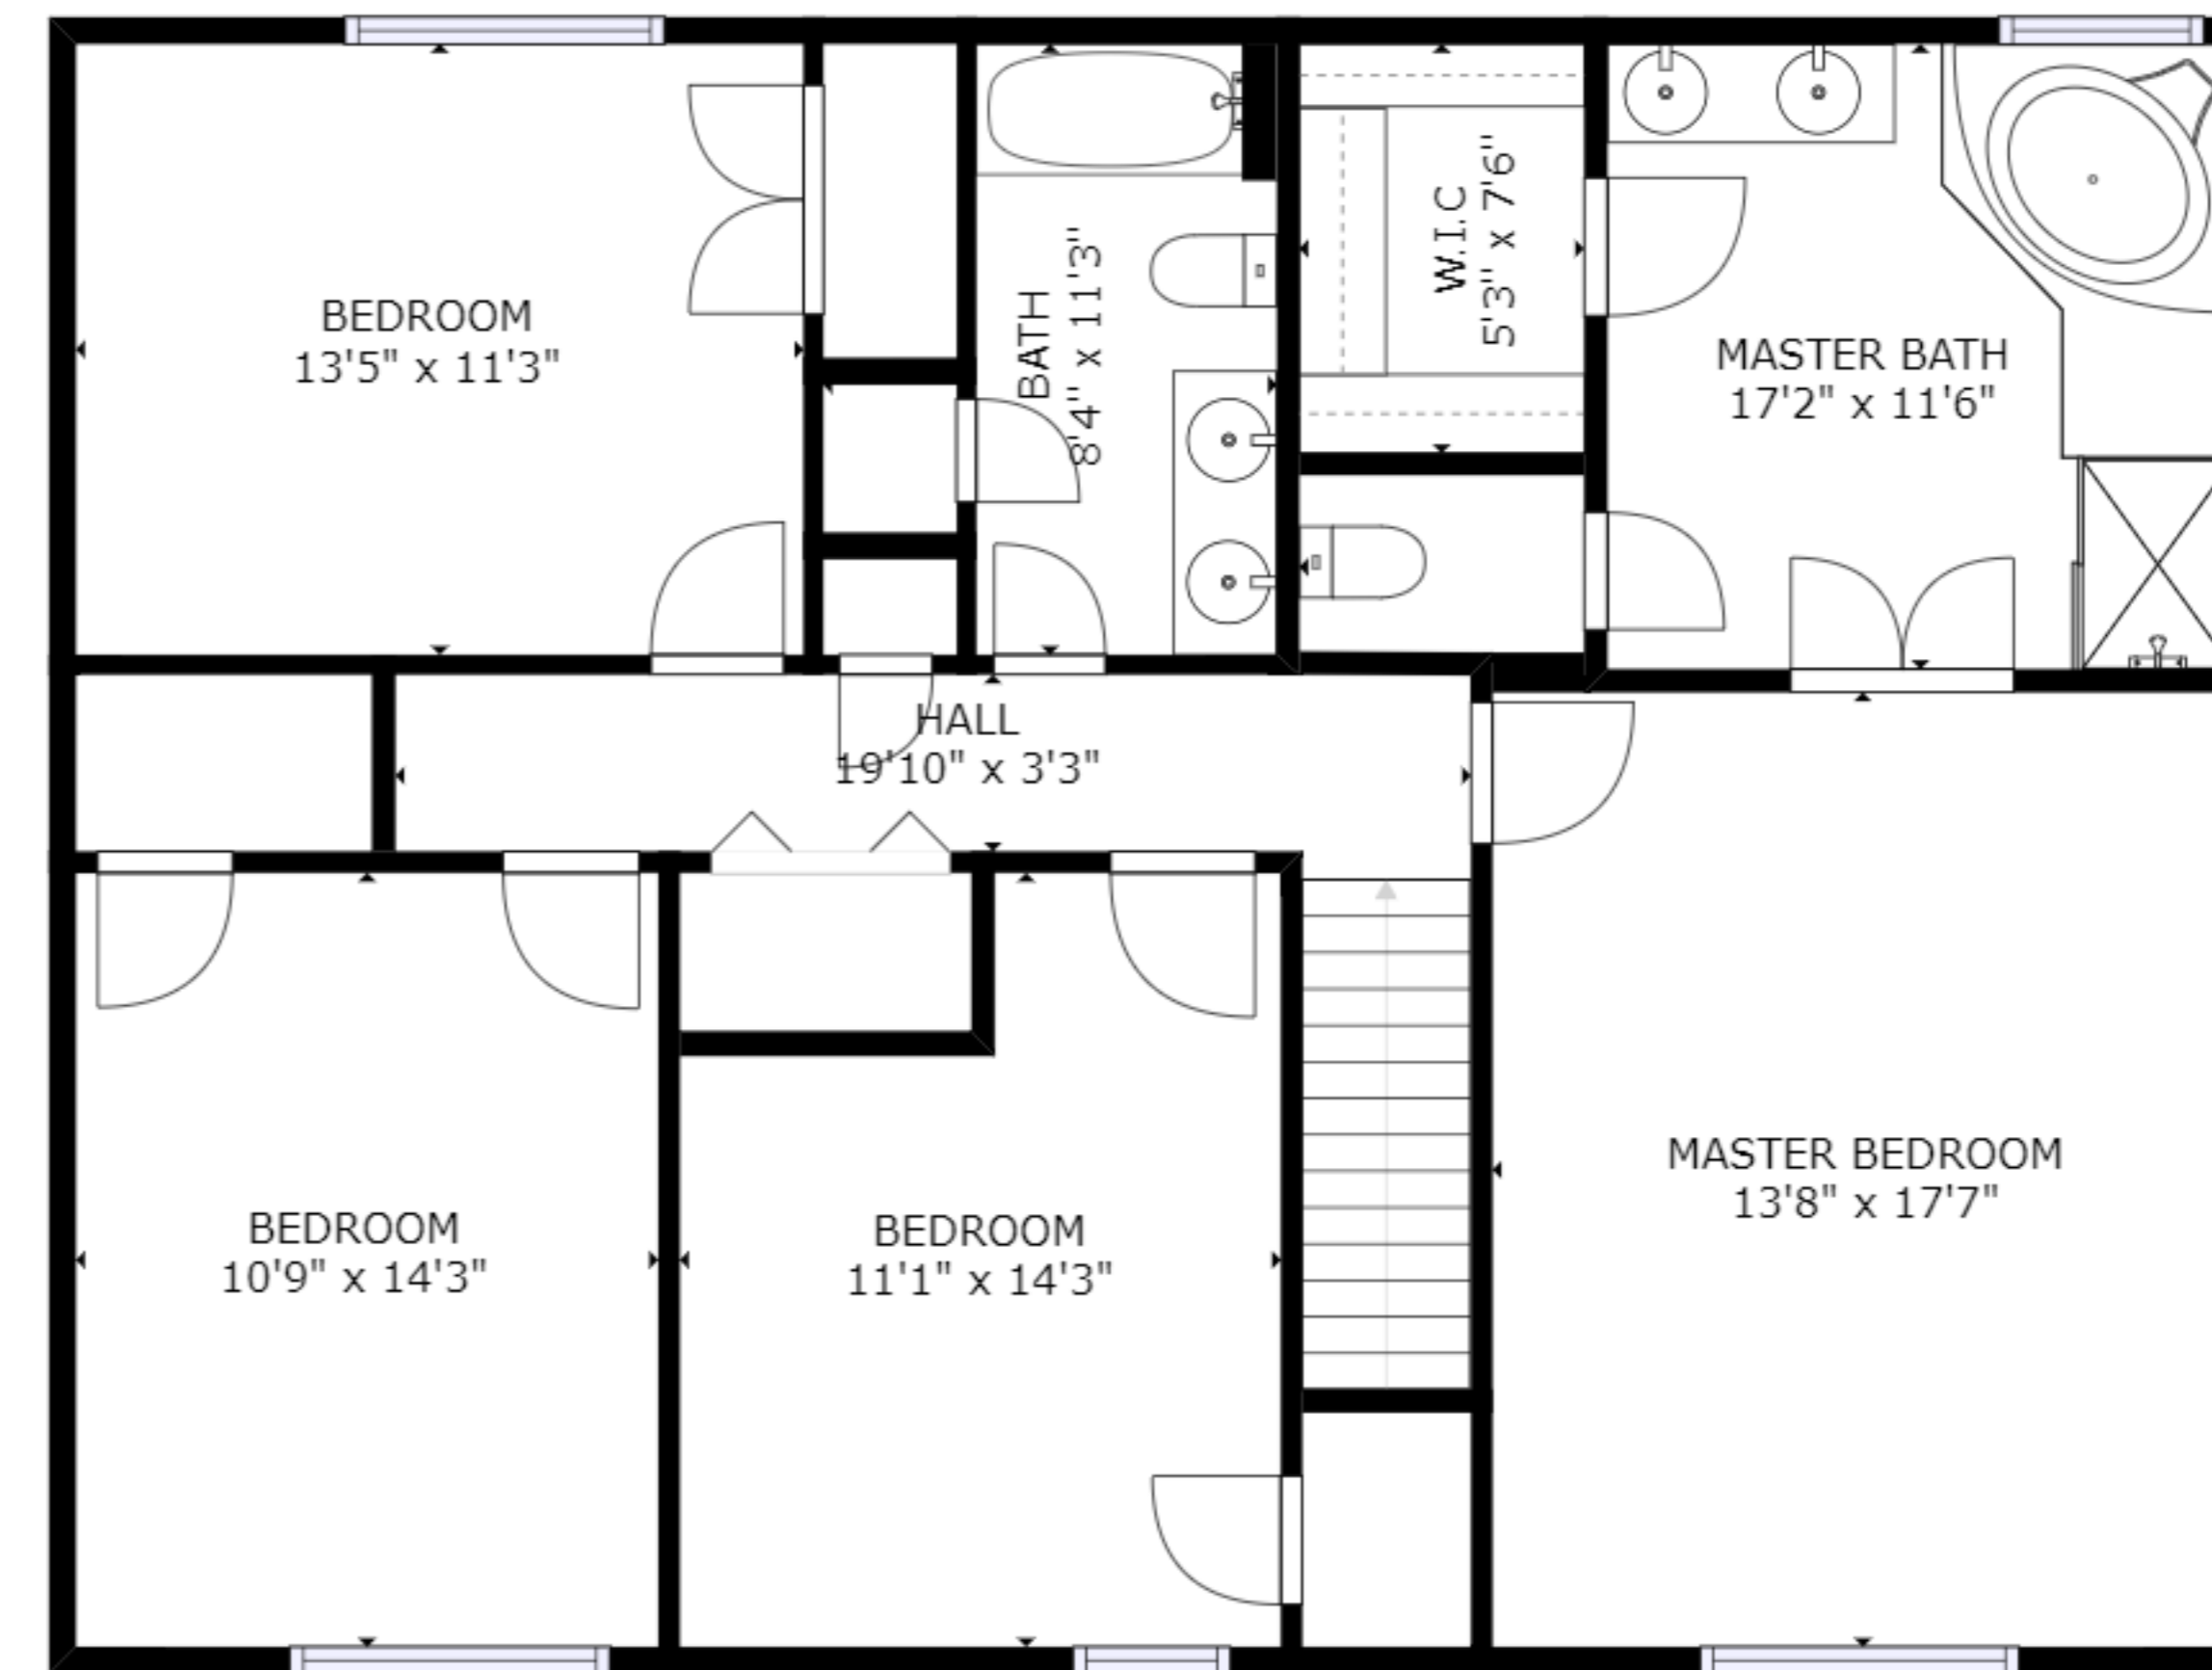 BEDROOM
13'5" x 11'3"
BATH
8'4" x 11'3"
W.I.C
5'3" x 7'6"
MASTER BATH
17'2" x 11'6"
HALL
19'10" x 3'3"
BEDROOM
10'9" x 14'3"
BEDROOM
11'1" x 14'3"
MASTER BEDROOM
13'8" x 17'7"